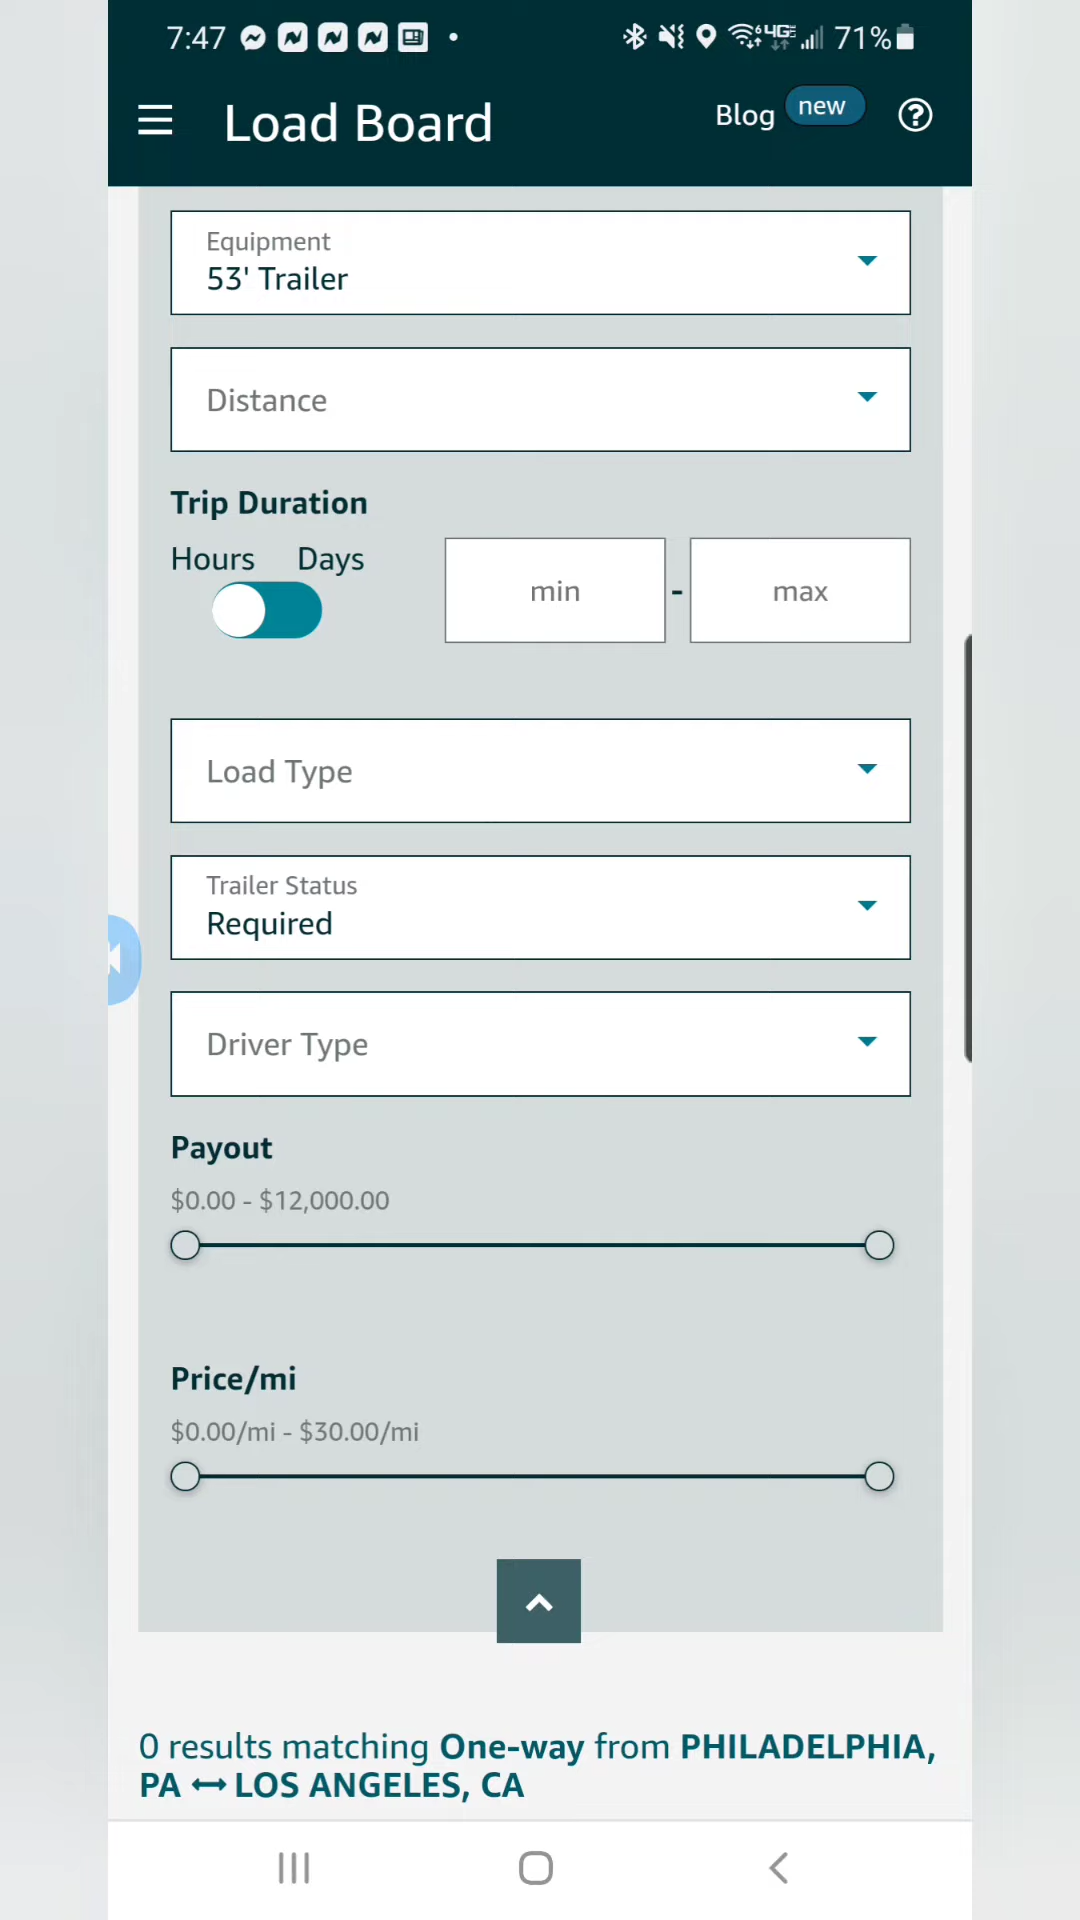 7:47 71%
Load Board Blog new
Equipment
53' Trailer
Distance
Trip Duration
Hours Days
min - max
Load Type
Trailer Status
Required
Driver Type
Payout
$0.00 - $12,000.00
Price/mi
$0.00/mi - $30.00/mi
0 results matching One-way from PHILADELPHIA,
PA ↔ LOS ANGELES, CA